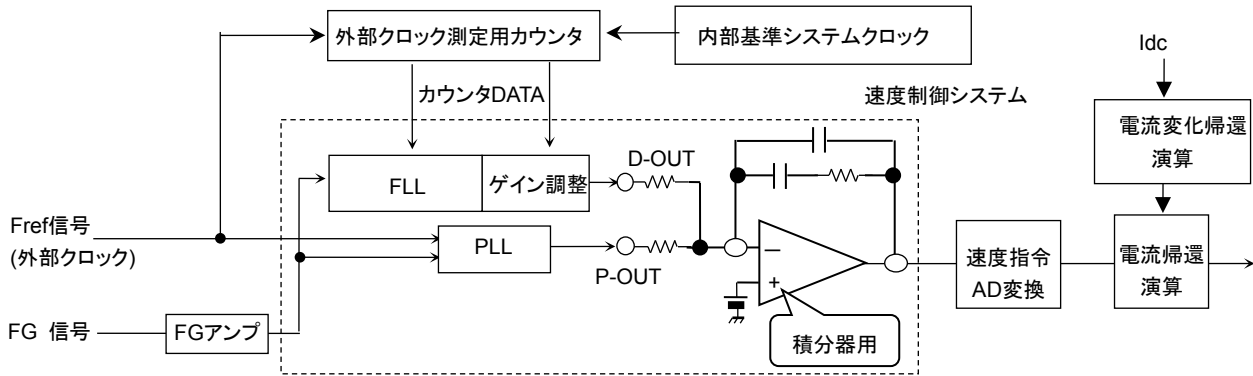 外部クロック測定用カウンタ
内部基準システムクロック
Idc
カウンタDATA
速度制御システム
電流変化帰還
演算
FLL
ゲイン調整
D-OUT
Fref信号
(外部クロック)
PLL
P-OUT
−
+
速度指令
AD変換
電流帰還
演算
FG 信号
FGアンプ
積分器用